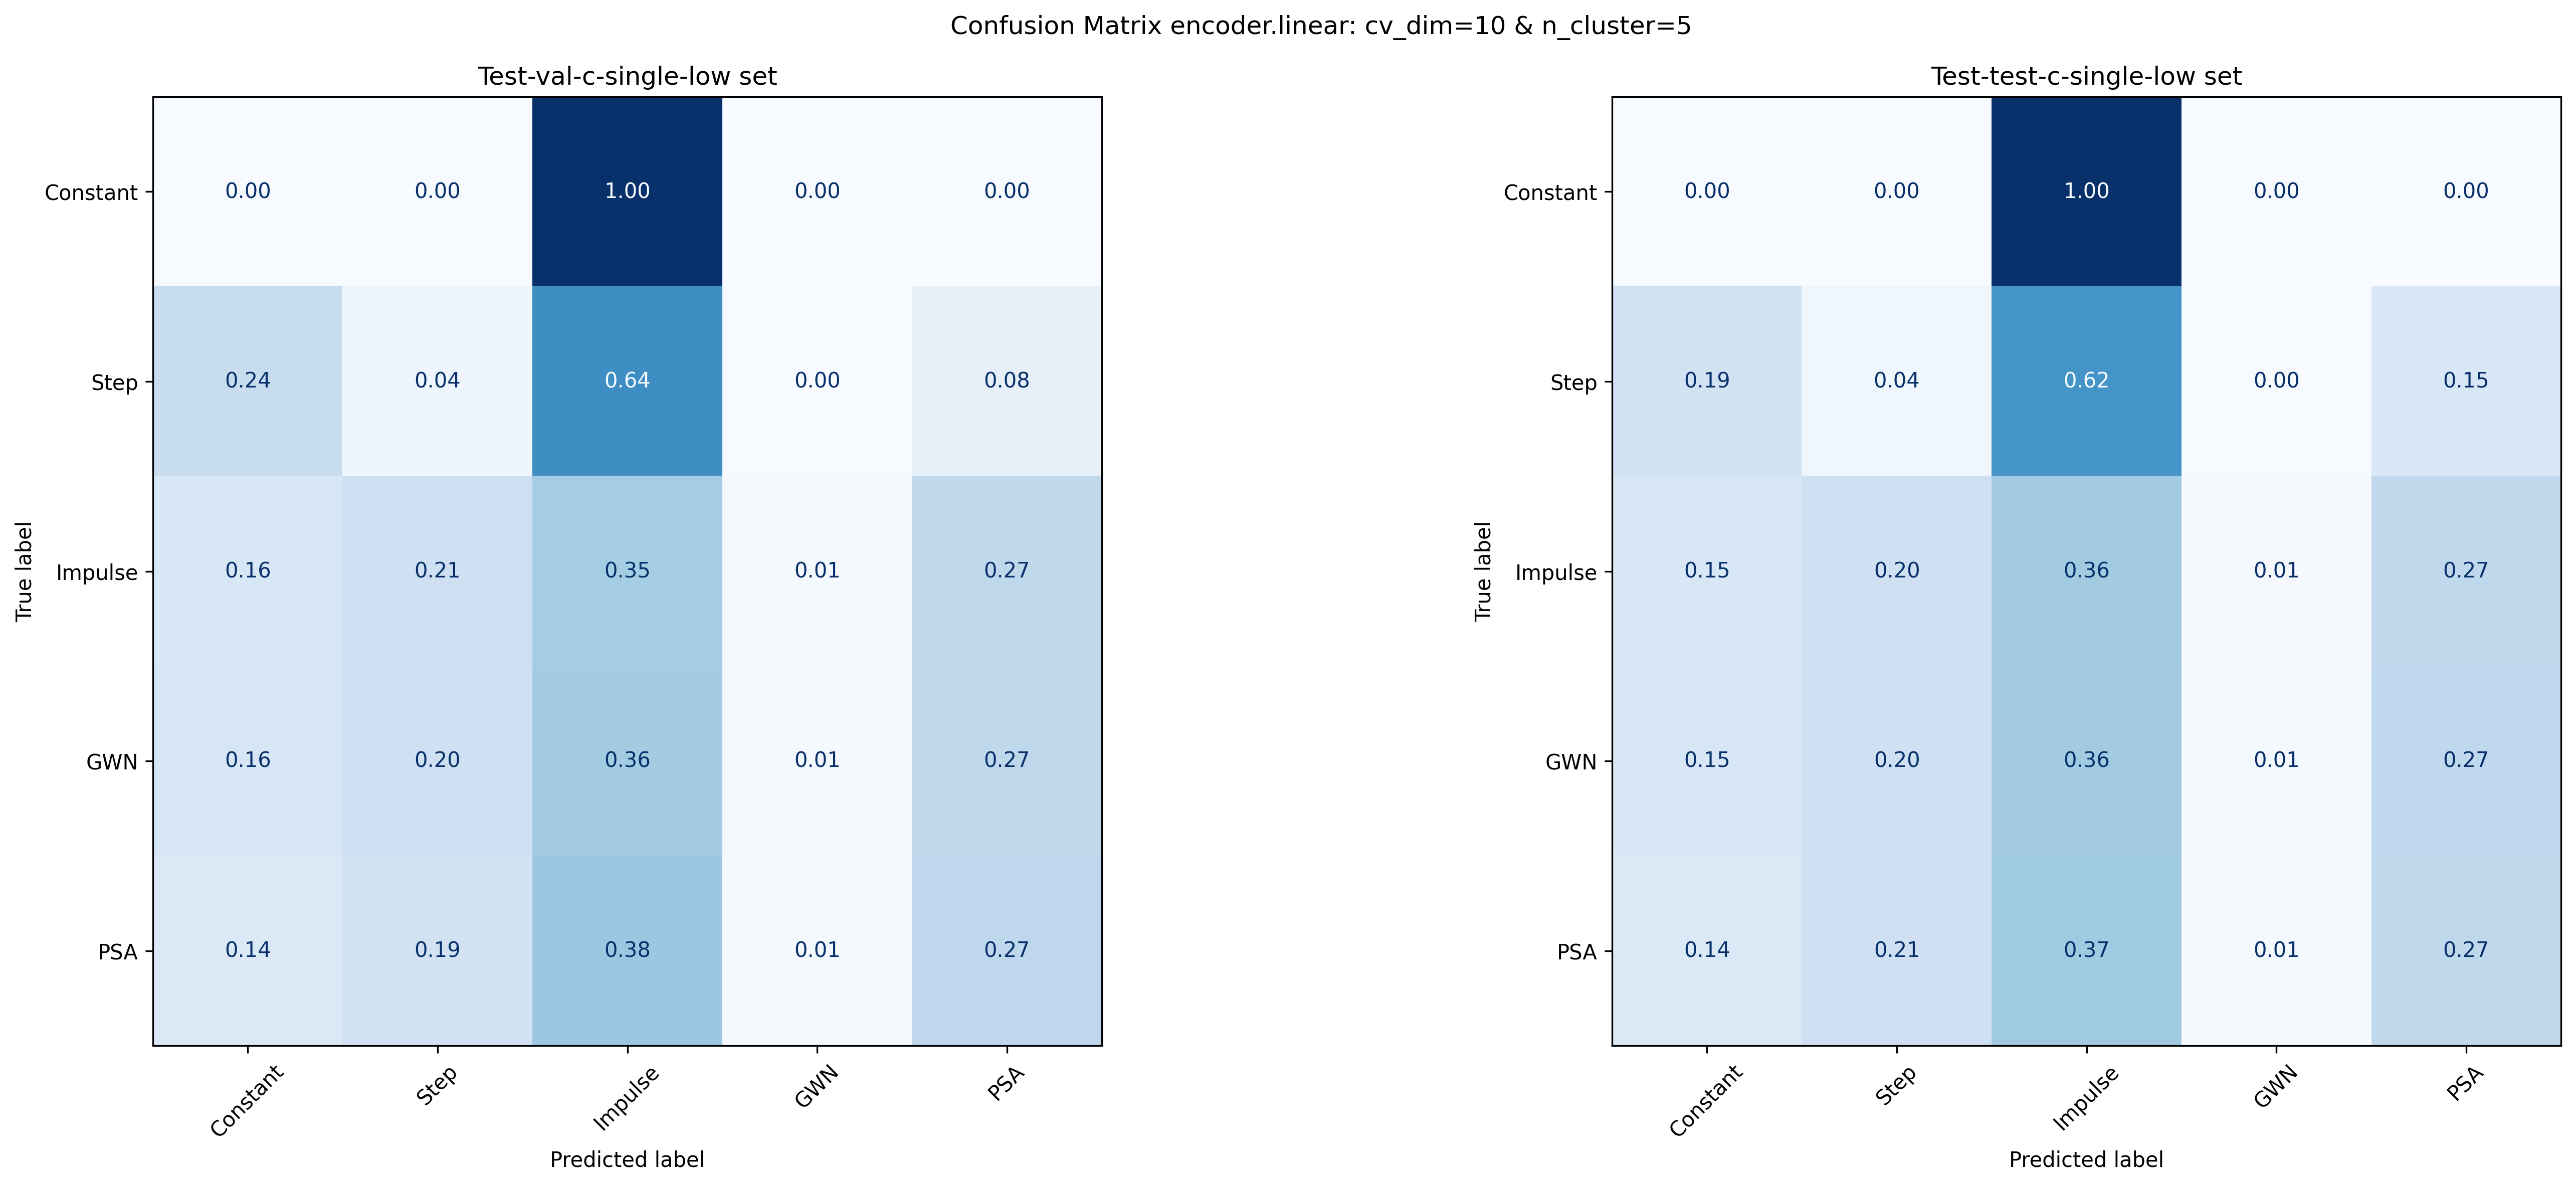 Confusion Matrix encoder.linear: cv_dim=10 & n_cluster=5
Test-val-c-single-low set
True label
Constant 0.00 0.00 1.00 0.00 0.00
Step 0.24 0.04 0.64 0.00 0.08
Impulse 0.16 0.21 0.35 0.01 0.27
GWN 0.16 0.20 0.36 0.01 0.27
PSA 0.14 0.19 0.38 0.01 0.27
Constant Step Impulse GWN PSA
Predicted label
Test-test-c-single-low set
True label
Constant 0.00 0.00 1.00 0.00 0.00
Step 0.19 0.04 0.62 0.00 0.15
Impulse 0.15 0.20 0.36 0.01 0.27
GWN 0.15 0.20 0.36 0.01 0.27
PSA 0.14 0.21 0.37 0.01 0.27
Constant Step Impulse GWN PSA
Predicted label